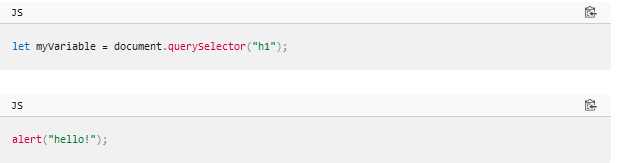 JS
let myVariable = document.querySelector("h1");
JS
alert("hello!");